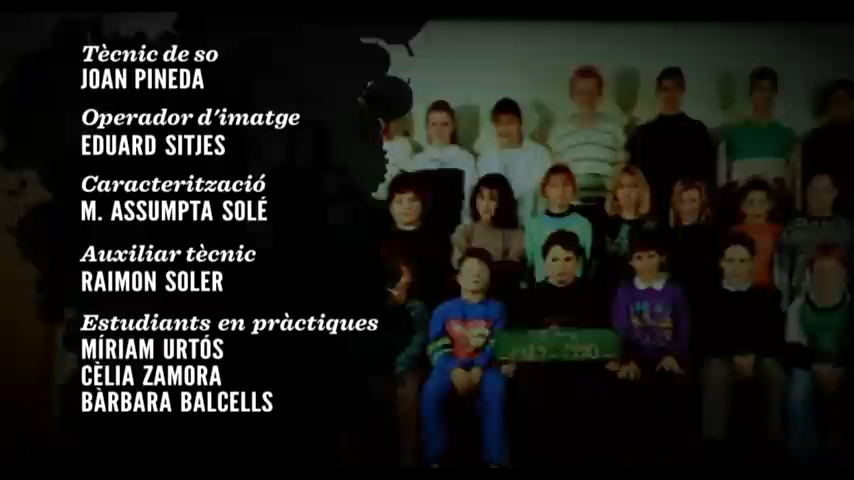 Tècnic de so
JOAN PINEDA
Operador d'imatge
EDUARD SITJES
Caracterització
M. ASSUMPTA SOLÉ
Auxiliar tècnic
RAIMON SOLER
Estudiants en pràctiques
MÍRIAM URTÓS
CÈLIA ZAMORA
BÀRBARA BALCELLS